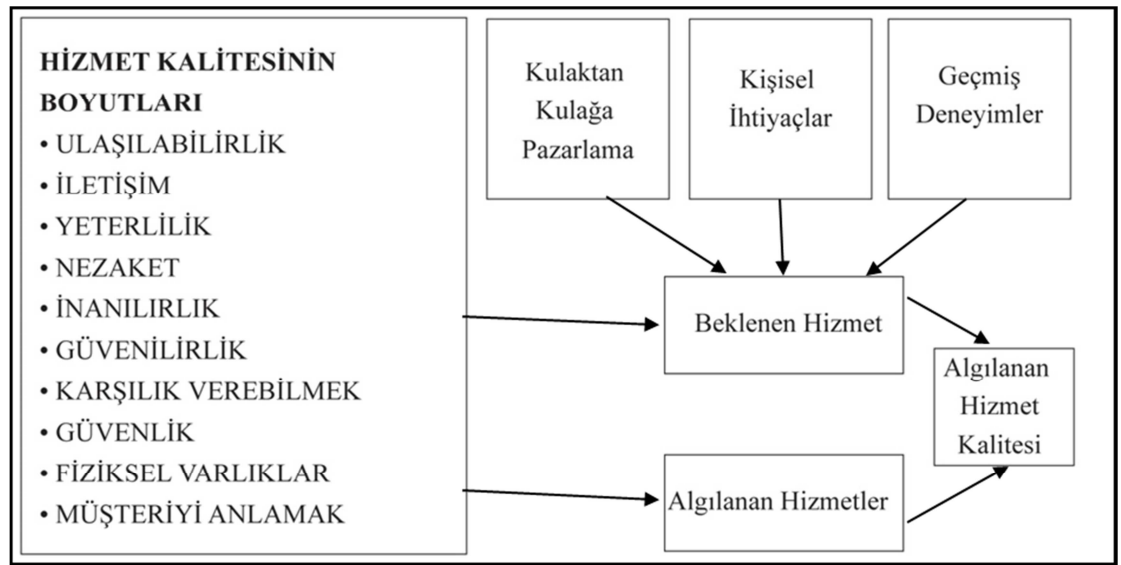 HİZMET KALİTESİNİN
BOYUTLARI
• ULAŞILABİLİRLİK
• İLETİŞİM
• YETERLİLİK
• NEZAKET
• İNANILIRLIK
• GÜVENİLİRLİK
• KARŞILIK VEREBİLMEK
• GÜVENLİK
• FİZİKSEL VARLIKLAR
• MÜŞTERİYİ ANLAMAK
Kulaktan
Kulağa
Pazarlama
Kişisel
İhtiyaçlar
Geçmiş
Deneyimler
Beklenen Hizmet
Algılanan Hizmetler
Algılanan
Hizmet
Kalitesi